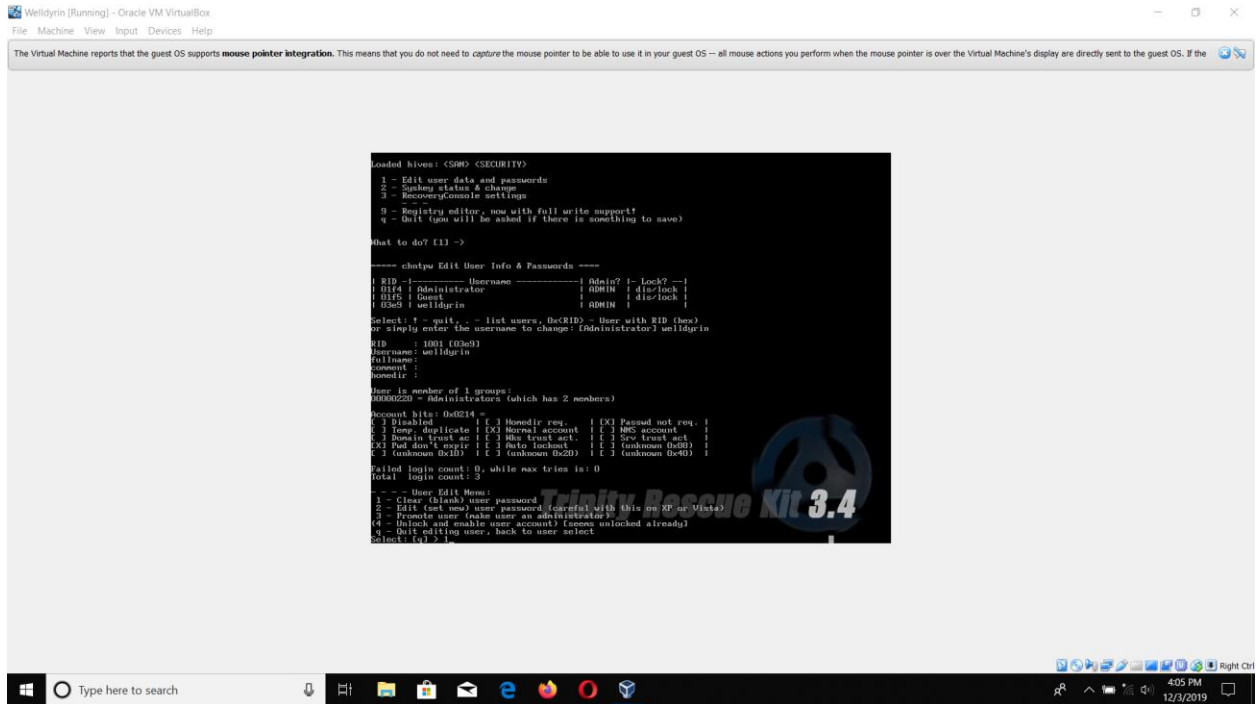 Welldyrin [Running] - Oracle VM VirtualBox
File Machine View Input Devices Help
The Virtual Machine reports that the guest OS supports mouse pointer integration. This means that you do not need to capture the mouse pointer to be able to use it in your guest OS -- all mouse actions you perform when the mouse pointer is over the Virtual Machine's display are directly sent to the guest OS. If the
Loaded hives: <SAM> <SECURITY>
1 - Edit user data and passwords
2 - Syskey status & change
3 - RecoveryConsole settings
- - -
9 - Registry editor, now with full write support!
q - Quit (you will be asked if there is something to save)
What to do? [1] ->
----- chntpw Edit User Info & Passwords ----
| RID -|---------- Username ------------| Admin? |- Lock? --|
| 01f4 | Administrator | ADMIN | dis/lock |
| 01f5 | Guest | | dis/lock |
| 03e9 | welldyrin | ADMIN | |
Select: ! - quit, . - list users, 0x<RID> - User with RID (hex)
or simply enter the username to change: [Administrator] welldyrin
RID : 1001 [03e9]
Username: welldyrin
fullname:
comment :
homedir :
User is member of 1 groups:
00000220 = Administrators (which has 2 members)
Account bits: 0x0214 =
[ ] Disabled | [ ] Homedir req. | [X] Passwd not req. |
[ ] Temp. duplicate | [X] Normal account | [ ] NMS account |
[ ] Domain trust ac | [ ] Wks trust act. | [ ] Srv trust act |
[X] Pwd don't expir | [ ] Auto lockout | [ ] (unknown 0x08) |
[ ] (unknown 0x10) | [ ] (unknown 0x20) | [ ] (unknown 0x40) |
Failed login count: 0, while max tries is: 0
Total login count: 3
- - - - User Edit Menu:
1 - Clear (blank) user password
2 - Edit (set new) user password (careful with this on XP or Vista)
3 - Promote user (make user an administrator)
(4 - Unlock and enable user account) [seems unlocked already]
q - Quit editing user, back to user select
Select: [q] > 1_
Trinity Rescue Kit 3.4
Right Ctrl
Type here to search
4:05 PM
12/3/2019